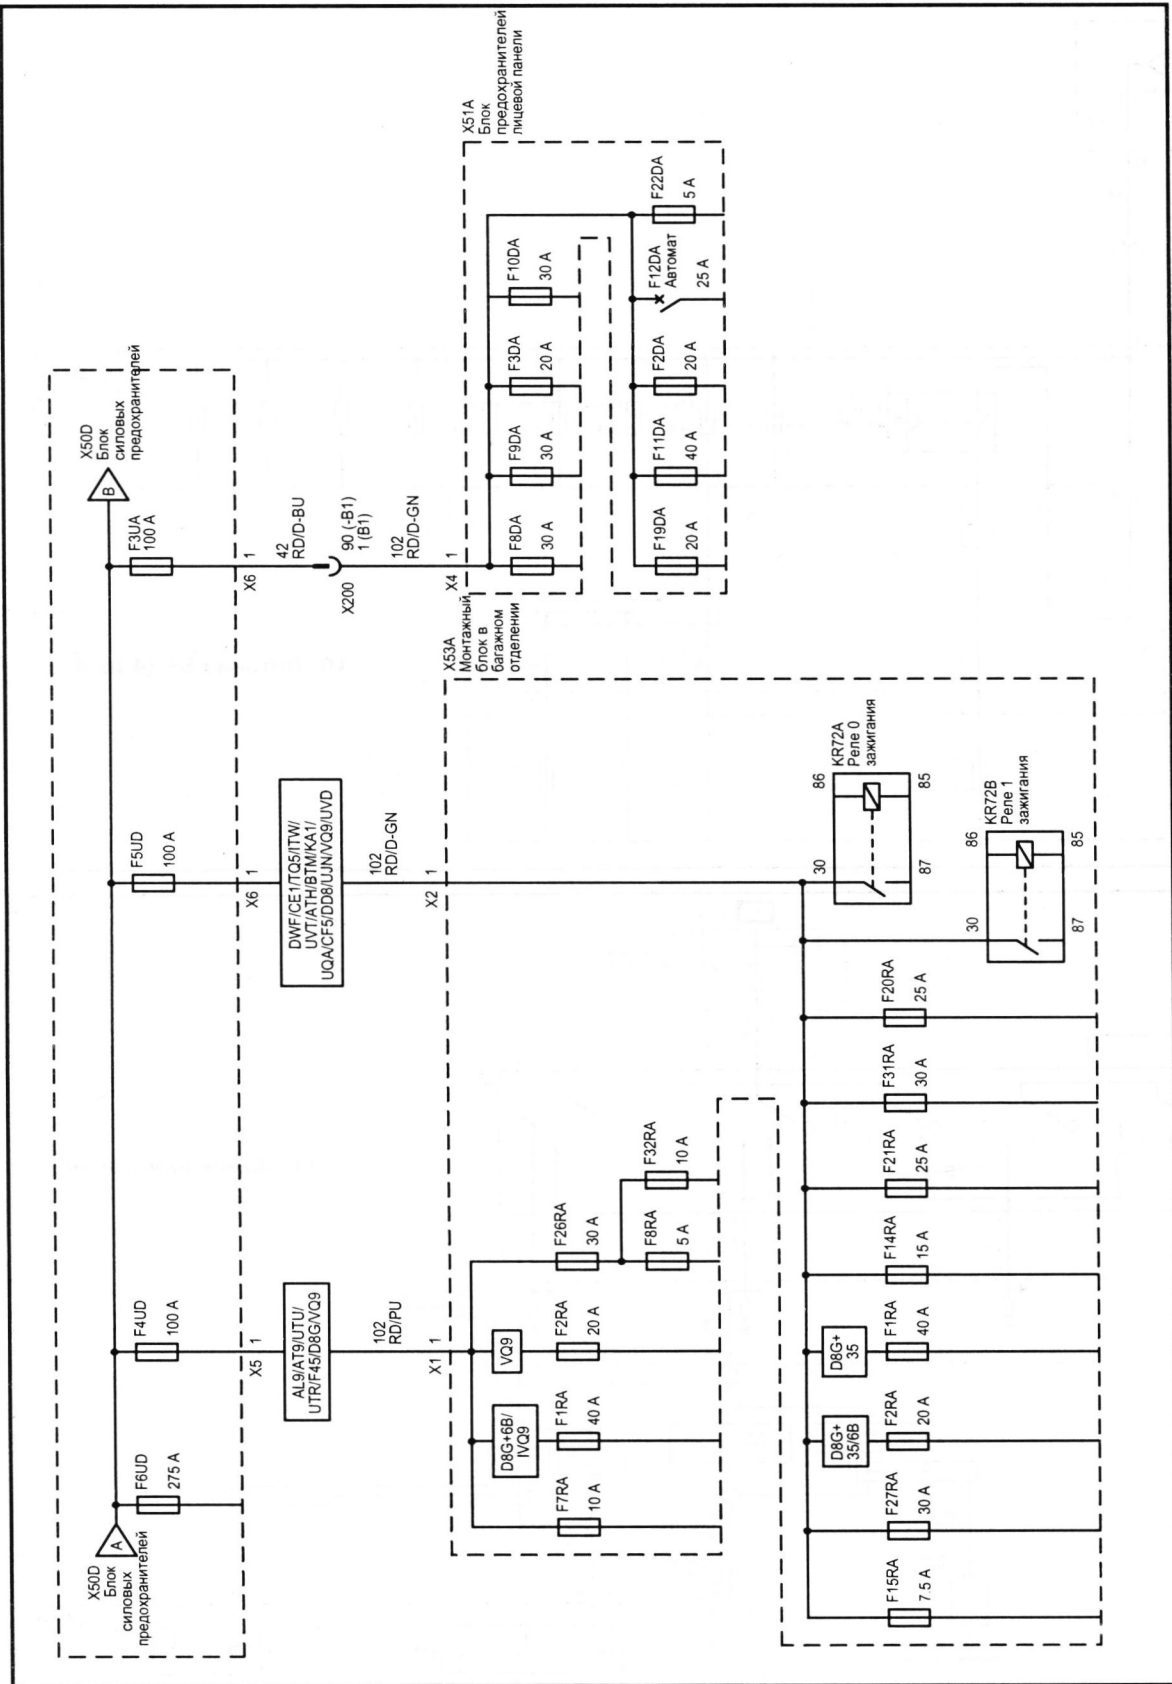 X50D
Блок
силовых
предохранителей
A
F6UD
275 A
F4UD
100 A
F5UD
100 A
F3UA
100 A
B
X50D
Блок
силовых
предохранителей
X5 1
AL9/AT9/UTU/
UTR/F45/D8G/VQ9
102
RD/PU
X1 1
X6 1
DWF/CE1/TQ5/ITW/
UVT/ATH/BTM/KA1/
UQA/CF5/DD8/UJN/VQ9/UVD
102
RD/D-GN
X2 1
X6 1
42
RD/D-BU
X200
90 (-B1)
1 (B1)
102
RD/D-GN
X4 1
X51A
Блок
предохранителей
лицевой панели
F8DA
30 A
F9DA
30 A
F3DA
20 A
F10DA
30 A
F19DA
20 A
F11DA
40 A
F2DA
20 A
F12DA
Автомат
25 A
F22DA
5 A
X53A
Монтажный
блок в
багажном
отделении
F7RA
10 A
D8G+6B/
IVQ9
F1RA
40 A
VQ9
F2RA
20 A
F26RA
30 A
F8RA
5 A
F32RA
10 A
F15RA
7.5 A
F27RA
30 A
D8G+
35/6B
F2RA
20 A
D8G+
35
F1RA
40 A
F14RA
15 A
F21RA
25 A
F31RA
30 A
F20RA
25 A
KR72A
Реле 0
зажигания
30
86
87
85
KR72B
Реле 1
зажигания
30
86
87
85